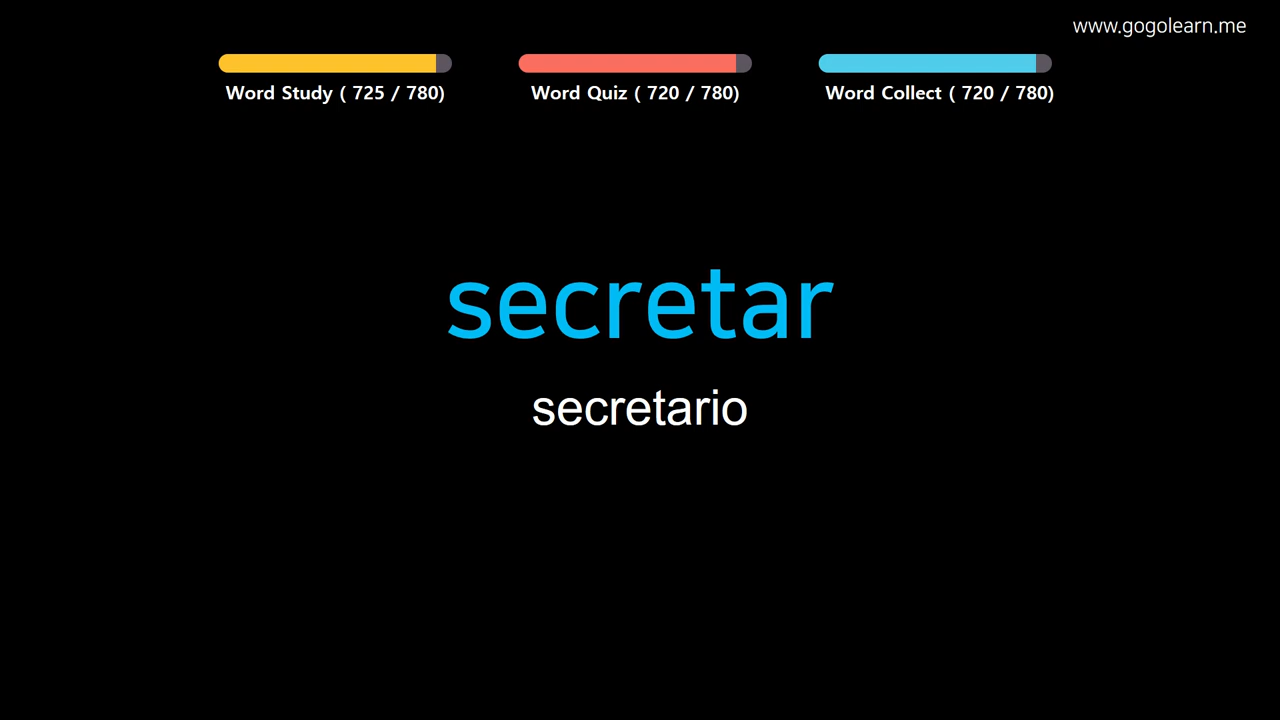 www.gogolearn.me
Word Study ( 725 / 780)
Word Quiz ( 720 / 780)
Word Collect ( 720 / 780)
secretar
secretario